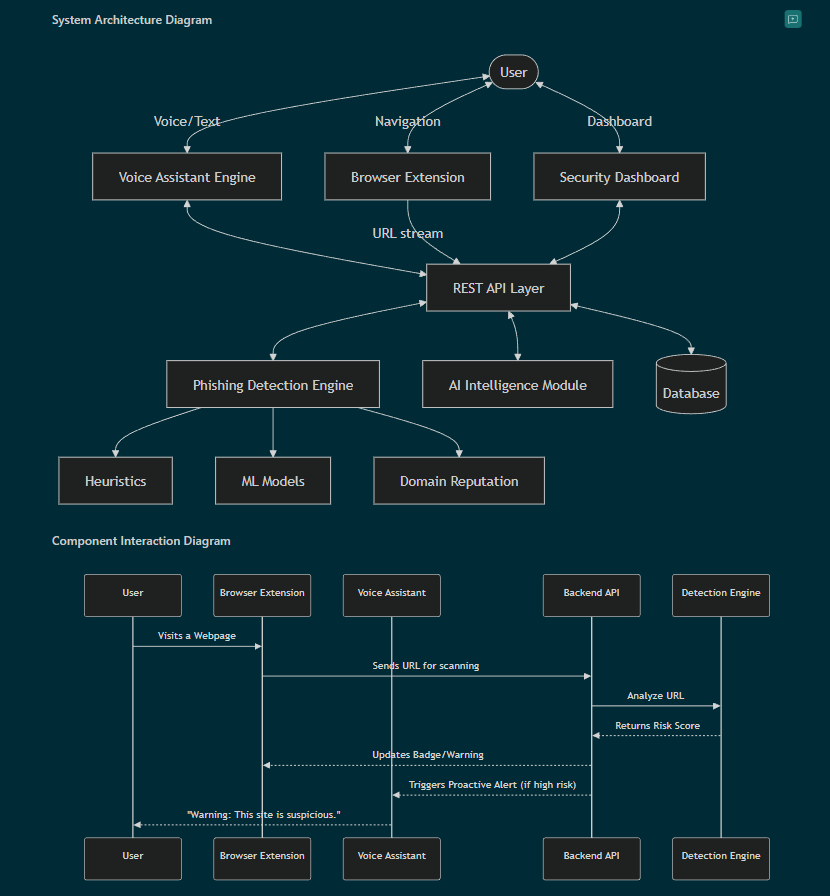 System Architecture Diagram
User
Voice/Text
Navigation
Dashboard
Voice Assistant Engine
Browser Extension
Security Dashboard
URL stream
REST API Layer
Phishing Detection Engine
AI Intelligence Module
Database
Heuristics
ML Models
Domain Reputation
Component Interaction Diagram
User
Browser Extension
Voice Assistant
Backend API
Detection Engine
Visits a Webpage
Sends URL for scanning
Analyze URL
Returns Risk Score
Updates Badge/Warning
Triggers Proactive Alert (if high risk)
"Warning: This site is suspicious."
User
Browser Extension
Voice Assistant
Backend API
Detection Engine